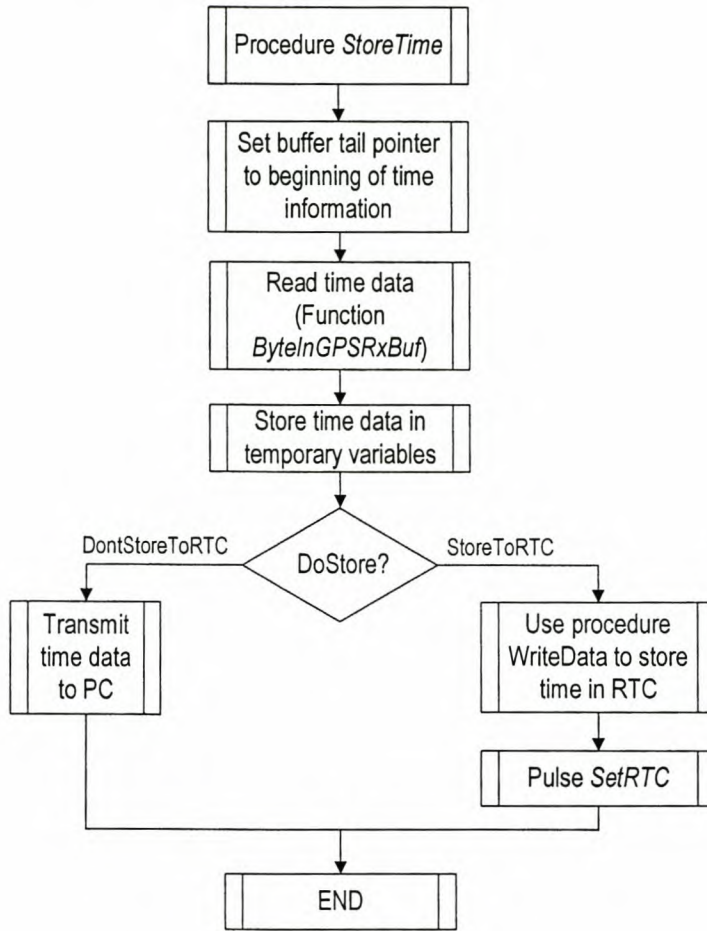 Procedure StoreTime
Set buffer tail pointer
to beginning of time
information
Read time data
(Function
ByteInGPSRxBuf)
Store time data in
temporary variables
DontStoreToRTC
DoStore?
StoreToRTC
Transmit
time data
to PC
Use procedure
WriteData to store
time in RTC
Pulse SetRTC
END